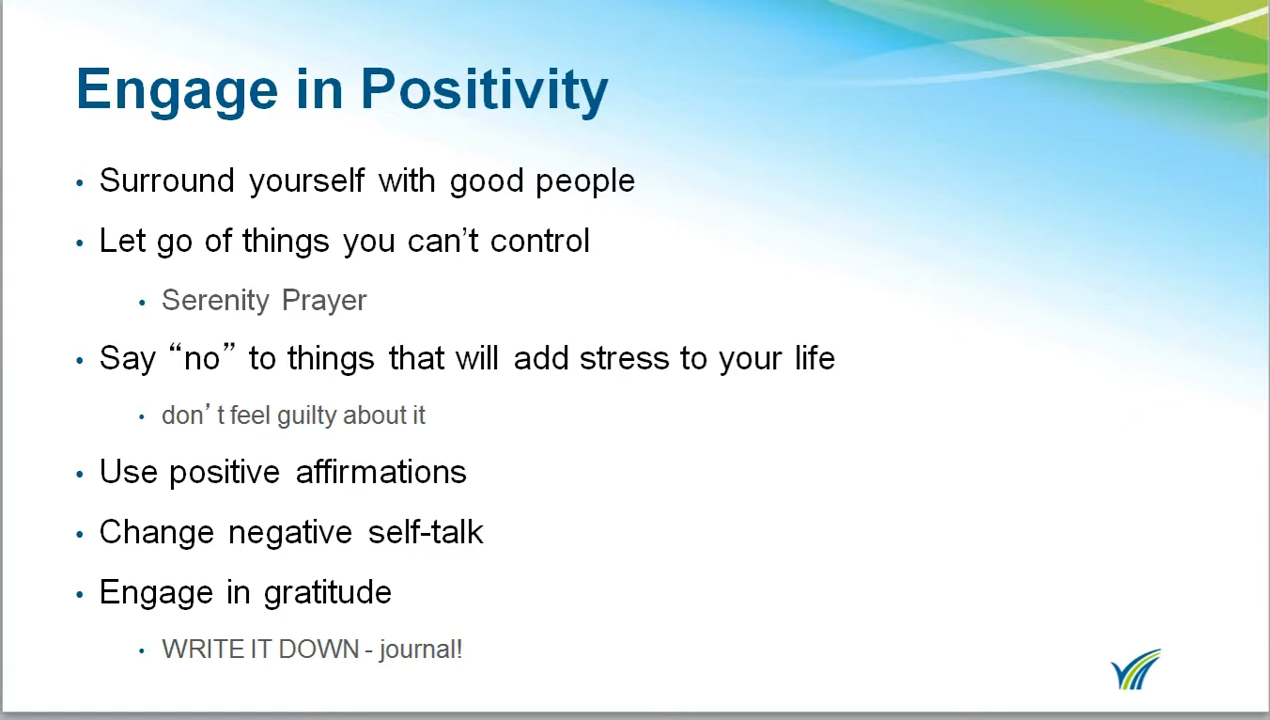 Engage in Positivity
• Surround yourself with good people
• Let go of things you can’t control
• Serenity Prayer
• Say “no” to things that will add stress to your life
• don’t feel guilty about it
• Use positive affirmations
• Change negative self-talk
• Engage in gratitude
• WRITE IT DOWN - journal!